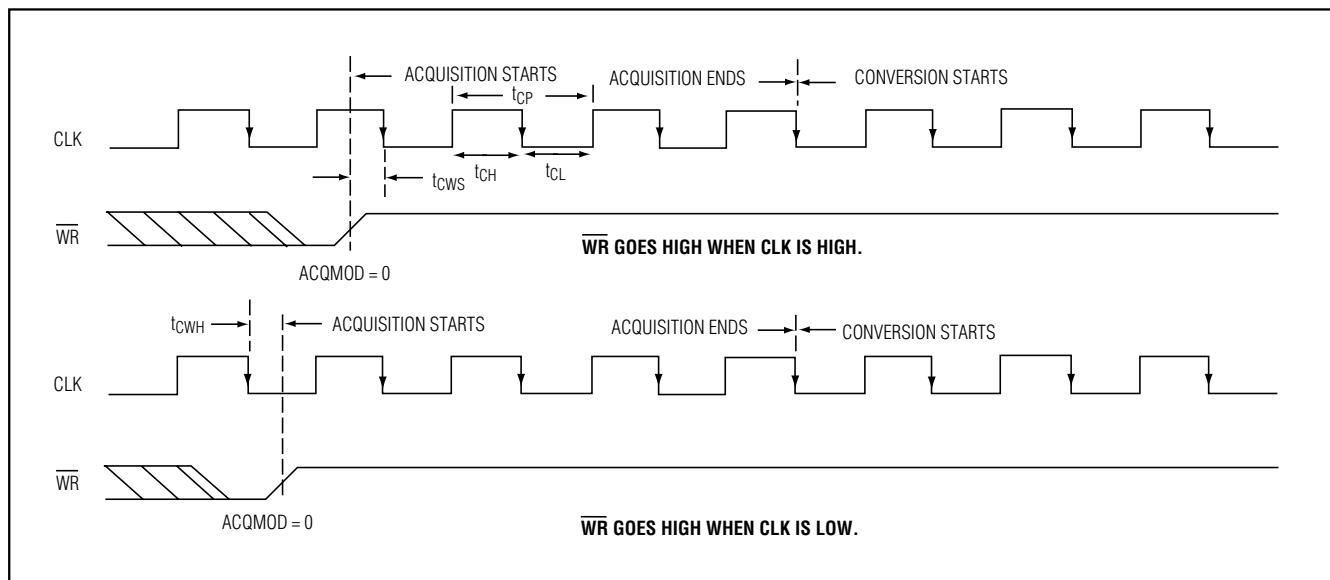 ACQUISITION STARTS
ACQUISITION ENDS
CONVERSION STARTS
tCP
CLK
tCWS
tCH
tCL
WR
WR GOES HIGH WHEN CLK IS HIGH.
ACQMOD = 0
tCWH
ACQUISITION STARTS
ACQUISITION ENDS
CONVERSION STARTS
CLK
WR
ACQMOD = 0
WR GOES HIGH WHEN CLK IS LOW.